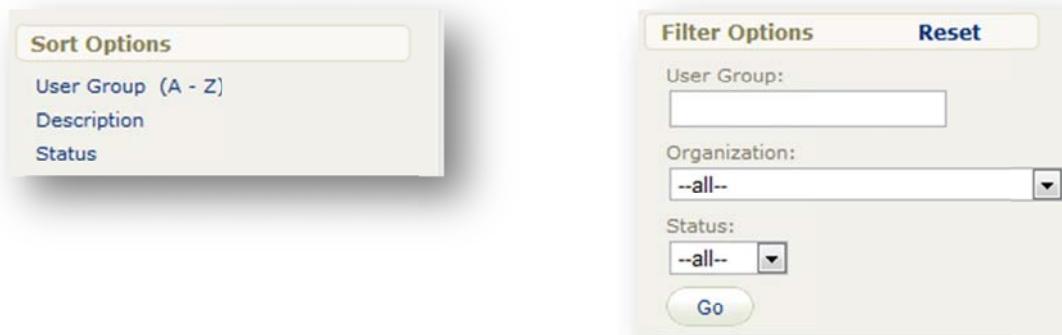 Sort Options
User Group (A - Z)
Description
Status
Filter Options Reset
User Group:
Organization:
--all--
Status:
--all--
Go